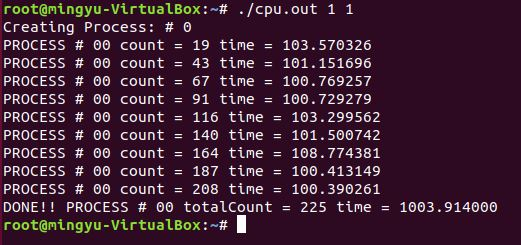 root@mingyu-VirtualBox:~# ./cpu.out 1 1
Creating Process: # 0
PROCESS # 00 count = 19 time = 103.570326
PROCESS # 00 count = 43 time = 101.151696
PROCESS # 00 count = 67 time = 100.769257
PROCESS # 00 count = 91 time = 100.729279
PROCESS # 00 count = 116 time = 103.299562
PROCESS # 00 count = 140 time = 101.500742
PROCESS # 00 count = 164 time = 108.774381
PROCESS # 00 count = 187 time = 100.413149
PROCESS # 00 count = 208 time = 100.390261
DONE!! PROCESS # 00 totalCount = 225 time = 1003.914000
root@mingyu-VirtualBox:~#